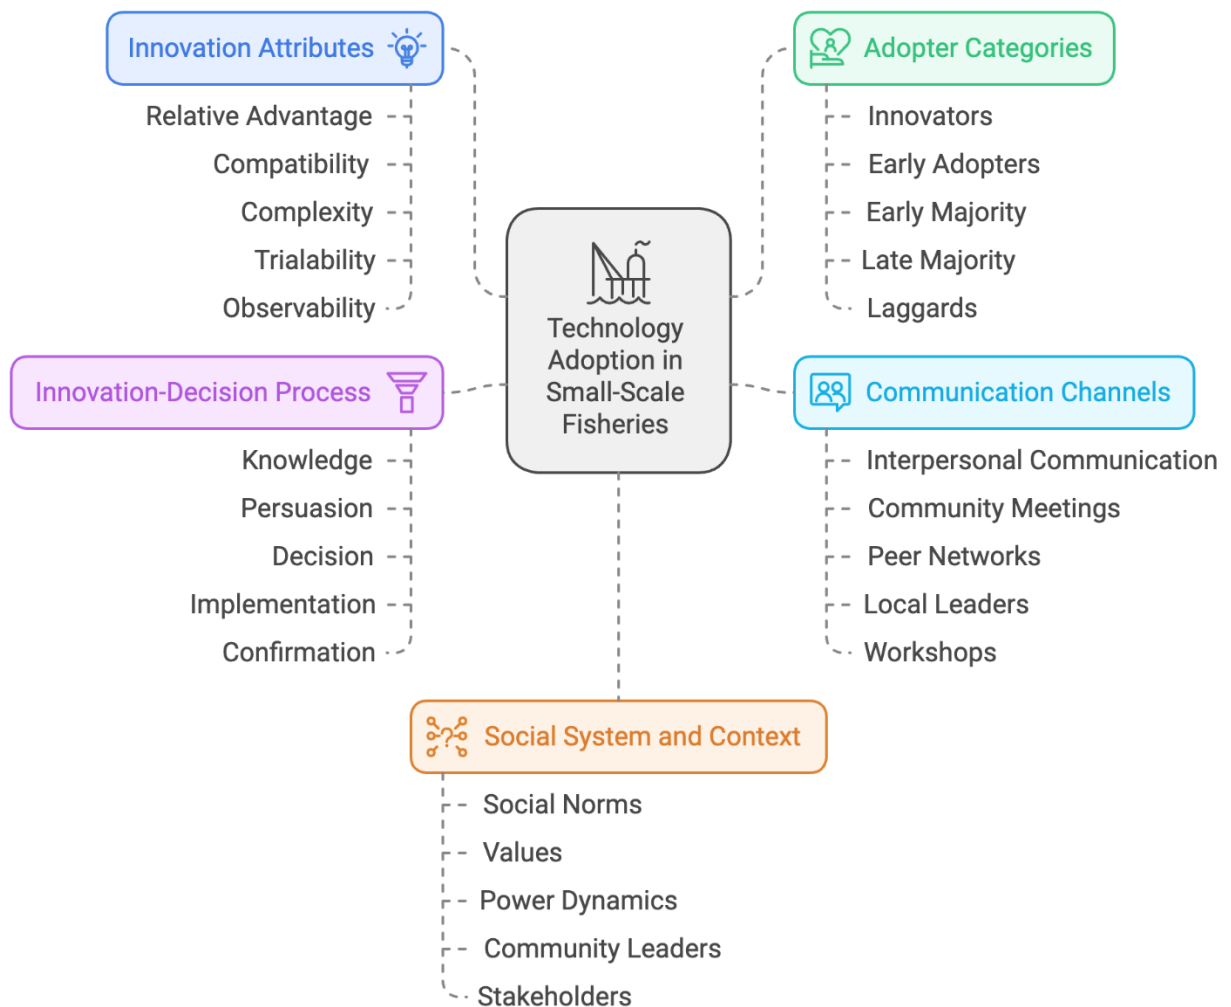 Innovation Attributes
Relative Advantage
Compatibility
Complexity
Trialability
Observability
Adopter Categories
Innovators
Early Adopters
Early Majority
Late Majority
Laggards
Technology
Adoption in
Small-Scale
Fisheries
Innovation-Decision Process
Knowledge
Persuasion
Decision
Implementation
Confirmation
Communication Channels
Interpersonal Communication
Community Meetings
Peer Networks
Local Leaders
Workshops
Social System and Context
Social Norms
Values
Power Dynamics
Community Leaders
Stakeholders